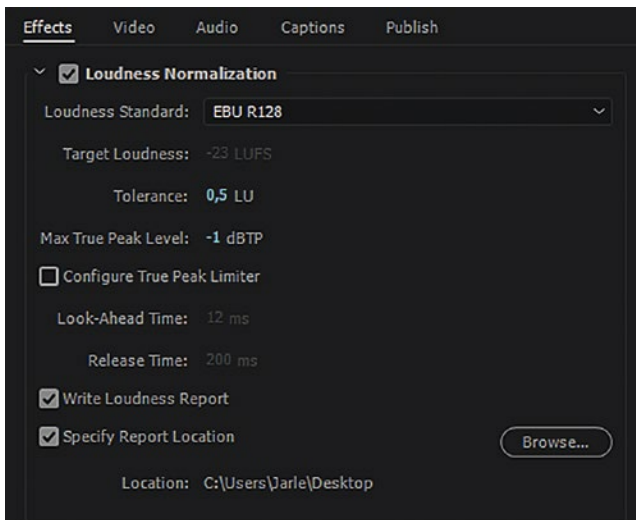 Effects Video Audio Captions Publish
Loudness Normalization
Loudness Standard: EBU R128
Target Loudness: -23 LUFS
Tolerance: 0,5 LU
Max True Peak Level: -1 dBTP
Configure True Peak Limiter
Look-Ahead Time: 12 ms
Release Time: 200 ms
Write Loudness Report
Specify Report Location Browse...
Location: C:\Users\Jarle\Desktop